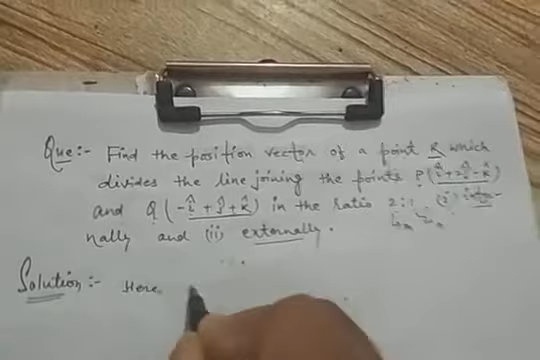 Que:- Find the position vector of a point R which
divides the line joining the points P(î+2ĵ-k̂)
and Q(-î+ĵ+k̂) in the ratio 2:1 (i) inter-
nally and (ii) externally.
Solution:- Here